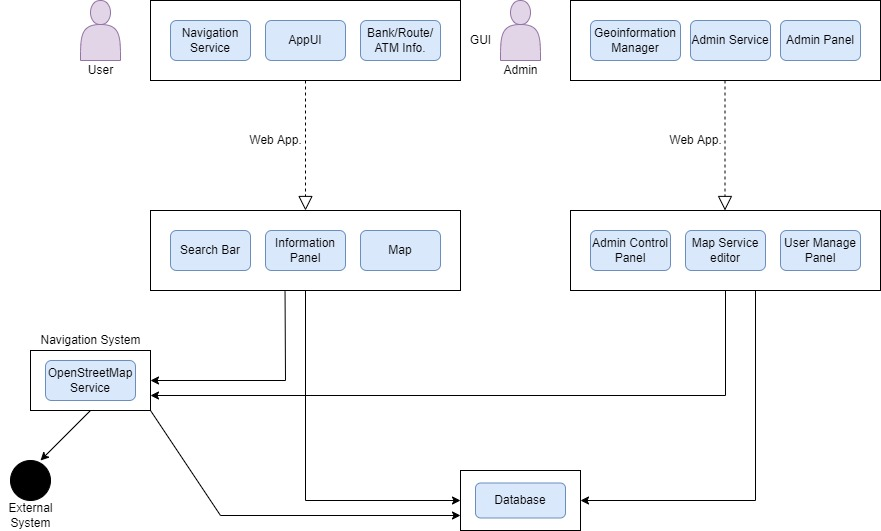 Navigation
Service
AppUI
Bank/Route/
ATM Info.
GUI
Geoinformation
Manager
Admin Service
Admin Panel
User
Admin
Web App.
Web App.
Search Bar
Information
Panel
Map
Admin Control
Panel
Map Service
editor
User Manage
Panel
Navigation System
OpenStreetMap
Service
Database
External
System